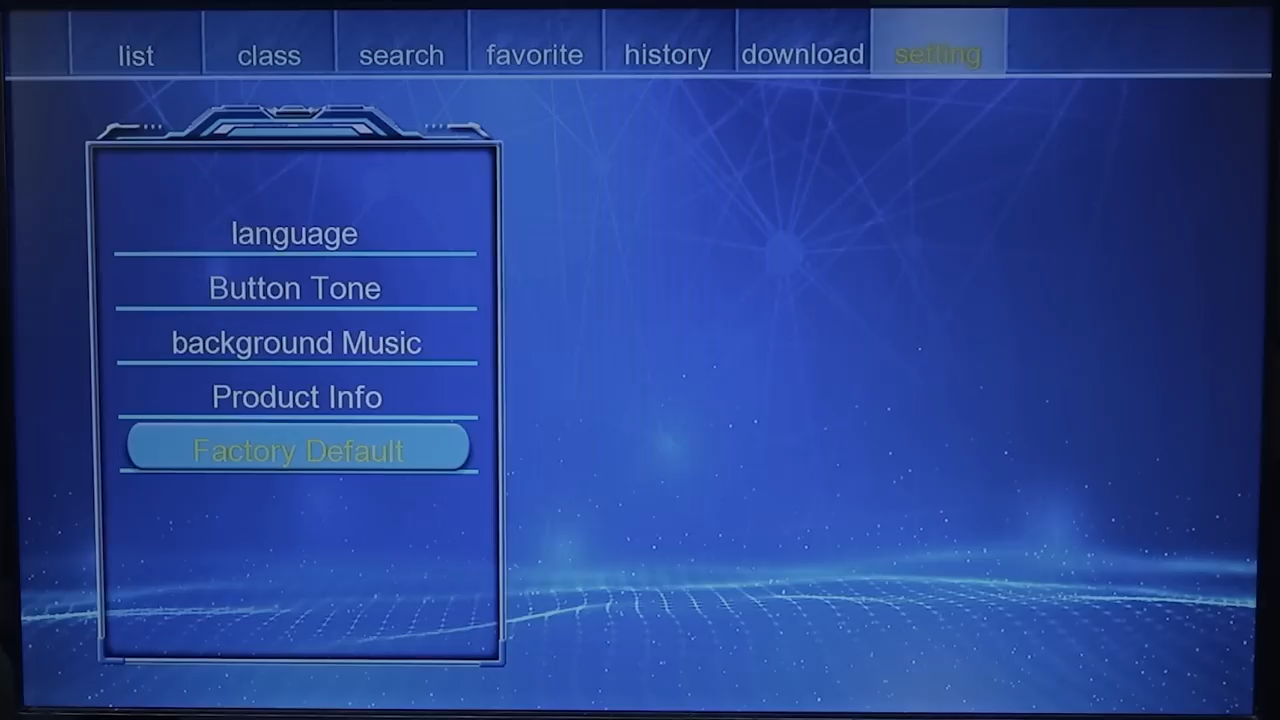 list class search favorite history download setting
language
Button Tone
background Music
Product Info
Factory Default